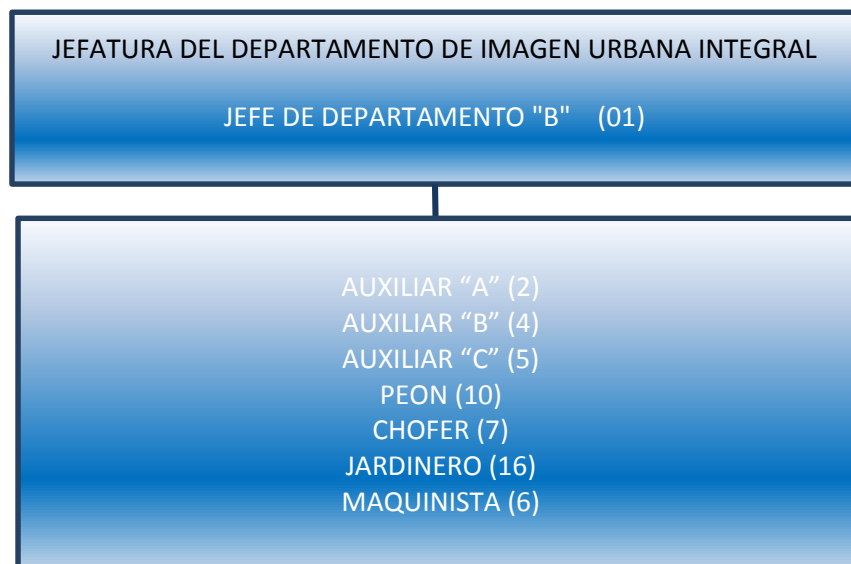 JEFATURA DEL DEPARTAMENTO DE IMAGEN URBANA INTEGRAL
JEFE DE DEPARTAMENTO "B" (01)
AUXILIAR “A” (2)
AUXILIAR “B” (4)
AUXILIAR “C” (5)
PEON (10)
CHOFER (7)
JARDINERO (16)
MAQUINISTA (6)